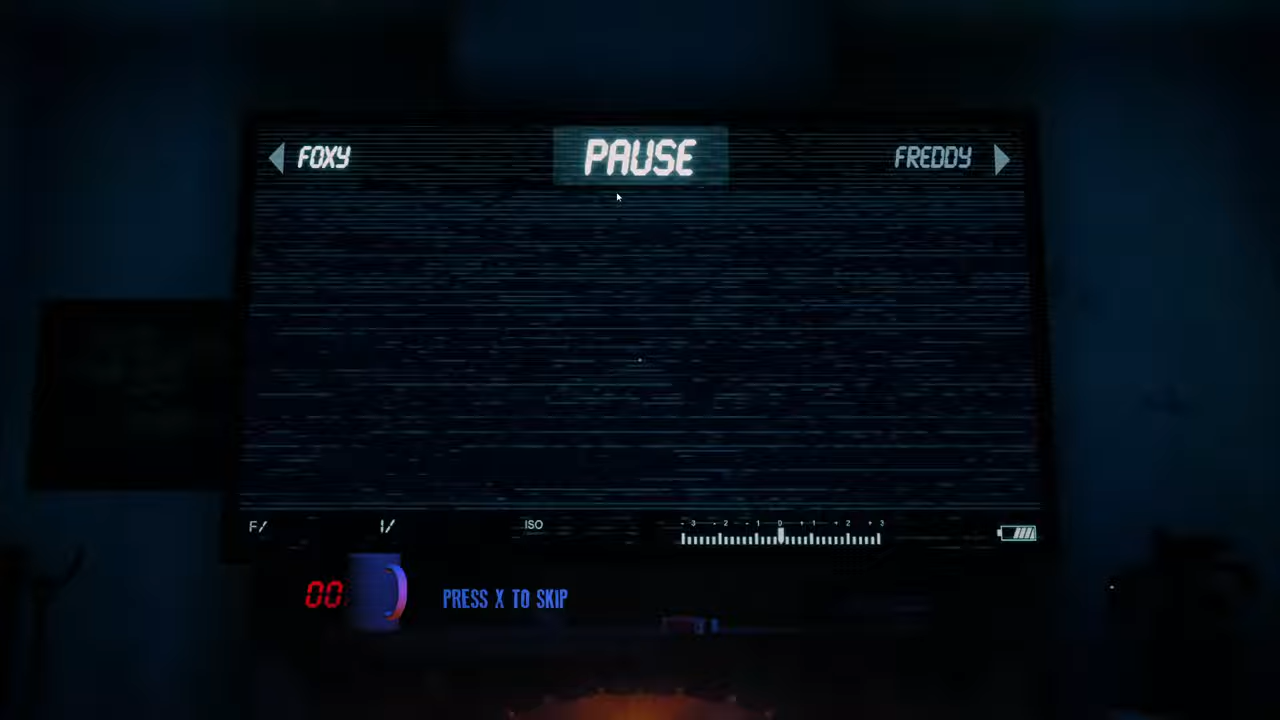 FOXY
PAUSE
FREDDY
F/
1/
ISO
- 3 - 2 - 1 0 + 1 + 2 + 3
00
PRESS X TO SKIP